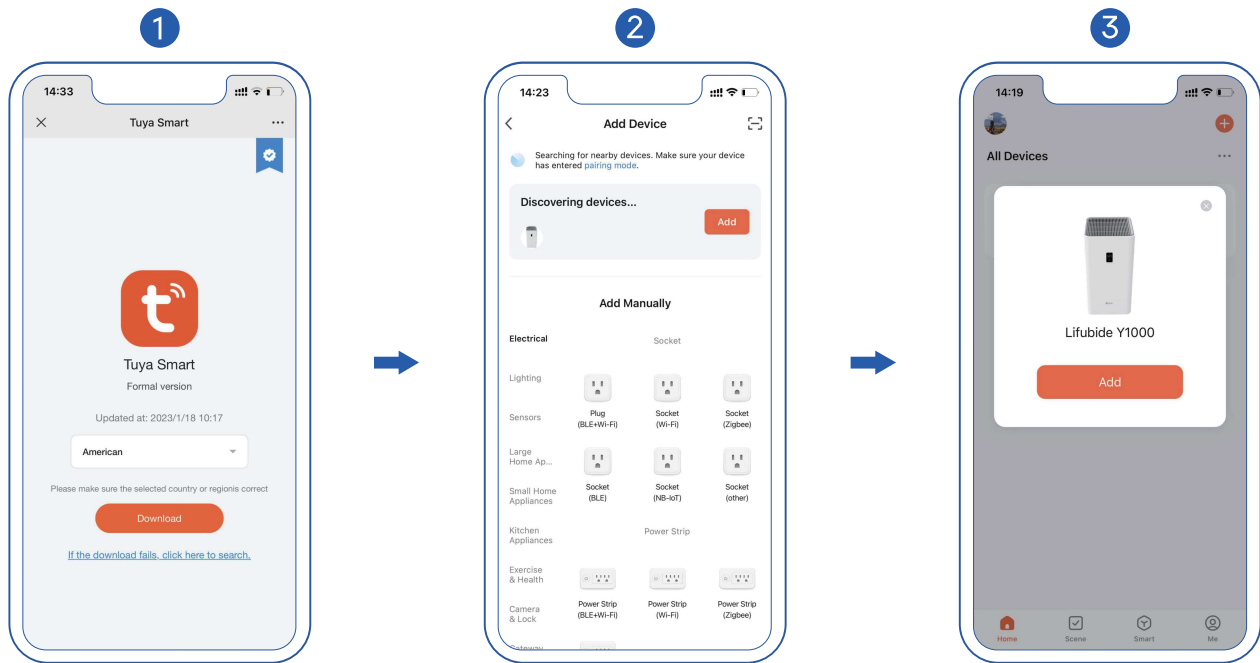 1
14:33
Tuya Smart
Tuya Smart
Formal version
Updated at: 2023/1/18 10:17
American
Please make sure the selected country or regionis correct
Download
If the download fails, click here to search.
2
14:23
Add Device
Searching for nearby devices. Make sure your device
has entered pairing mode.
Discovering devices...
Add
Add Manually
Electrical
Socket
Lighting
Plug
(BLE+Wi-Fi)
Socket
(Wi-Fi)
Socket
(Zigbee)
Sensors
Large
Home Ap...
Socket
(BLE)
Socket
(NB-IoT)
Socket
(other)
Small Home
Appliances
Kitchen
Appliances
Power Strip
Exercise
& Health
Power Strip
(BLE+Wi-Fi)
Power Strip
(Wi-Fi)
Power Strip
(Zigbee)
Camera
& Lock
Gateway
3
14:19
All Devices
Lifubide Y1000
Add
Home
Scene
Smart
Me